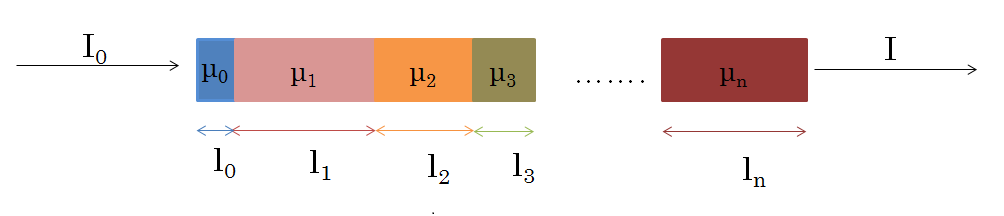 I₀ μ₀ μ₁ μ₂ μ₃ ....... μₙ I
l₀ l₁ l₂ l₃ lₙ